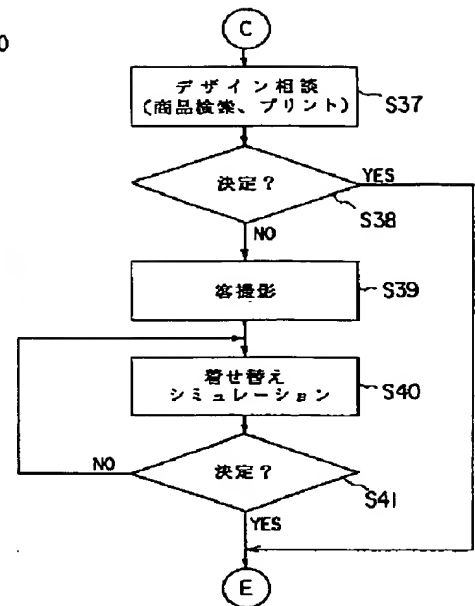 0
C
デザイン相談
(商品検索、プリント)
S37
決定?
YES
S38
NO
客撮影
S39
着せ替え
シミュレーション
S40
NO
決定?
S41
YES
E